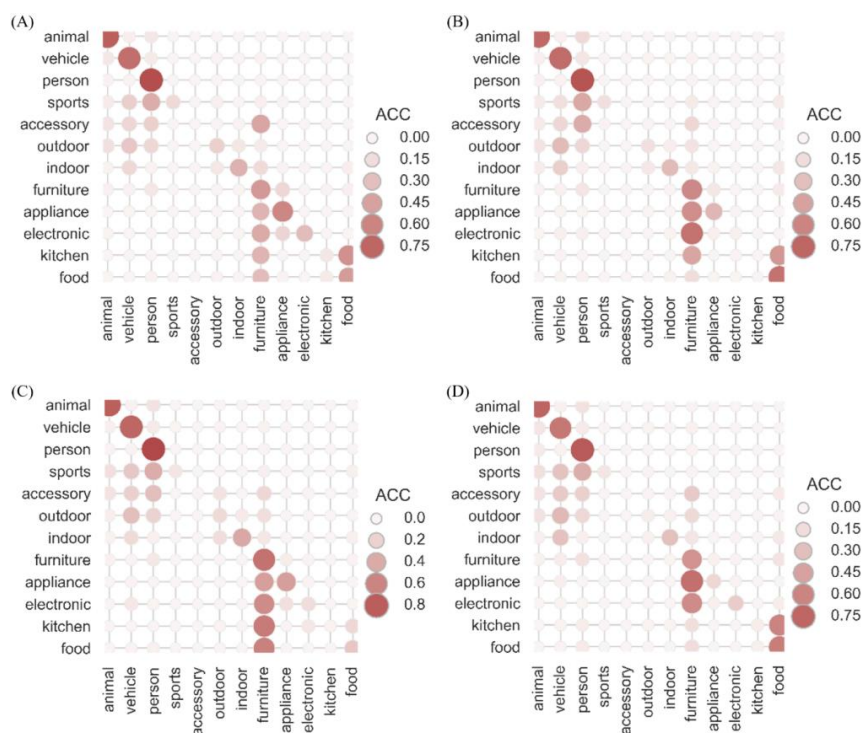 (A)
animal
vehicle
person
sports
accessory
outdoor
indoor
furniture
appliance
electronic
kitchen
food
animal
vehicle
person
sports
accessory
outdoor
indoor
furniture
appliance
electronic
kitchen
food
ACC
0.00
0.15
0.30
0.45
0.60
0.75
(B)
animal
vehicle
person
sports
accessory
outdoor
indoor
furniture
appliance
electronic
kitchen
food
animal
vehicle
person
sports
accessory
outdoor
indoor
furniture
appliance
electronic
kitchen
food
ACC
0.00
0.15
0.30
0.45
0.60
0.75
(C)
animal
vehicle
person
sports
accessory
outdoor
indoor
furniture
appliance
electronic
kitchen
food
animal
vehicle
person
sports
accessory
outdoor
indoor
furniture
appliance
electronic
kitchen
food
ACC
0.0
0.2
0.4
0.6
0.8
(D)
animal
vehicle
person
sports
accessory
outdoor
indoor
furniture
appliance
electronic
kitchen
food
animal
vehicle
person
sports
accessory
outdoor
indoor
furniture
appliance
electronic
kitchen
food
ACC
0.00
0.15
0.30
0.45
0.60
0.75